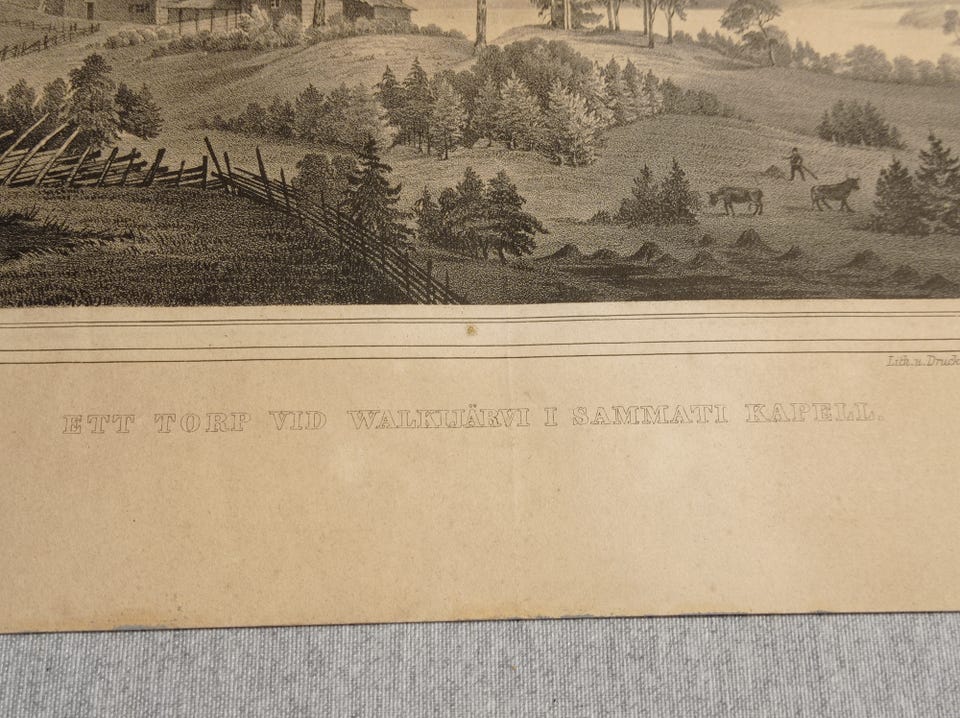 Lith. u. Druck
ETT TORP VID WALKIJÄRVI I SAMMATI KAPELL.